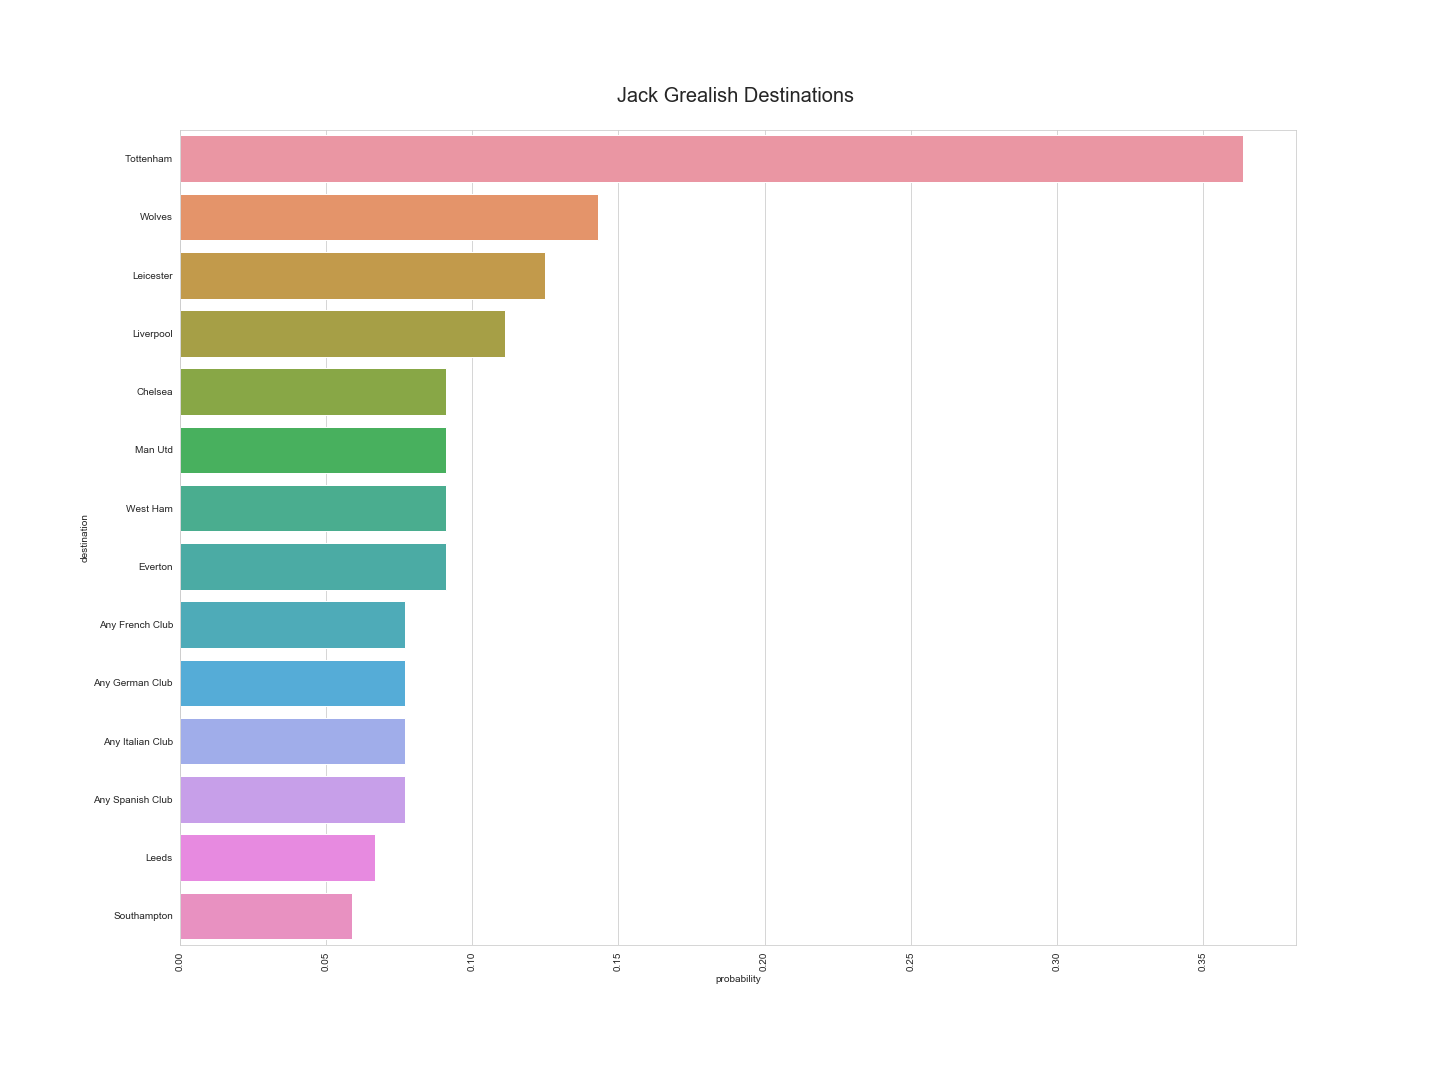 Jack Grealish Destinations
Tottenham
Wolves
Leicester
Liverpool
Chelsea
Man Utd
West Ham
Everton
Any French Club
Any German Club
Any Italian Club
Any Spanish Club
Leeds
Southampton
destination
0.00 0.05 0.10 0.15 0.20 0.25 0.30 0.35
probability